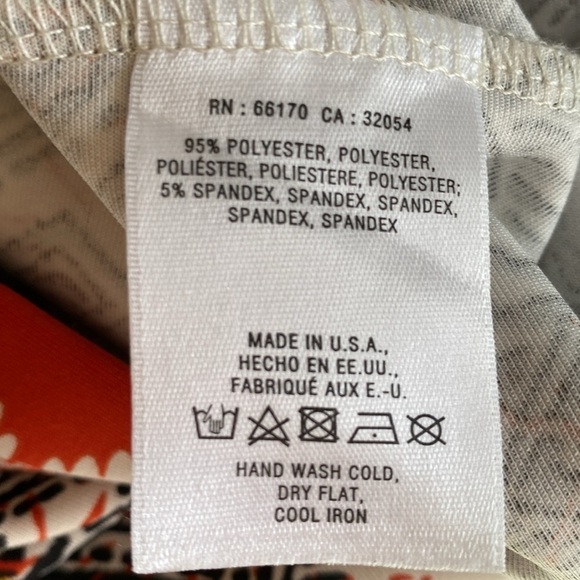 RN : 66170 CA : 32054
95% POLYESTER, POLYESTER,
POLIÉSTER, POLIESTERE, POLYESTER;
5% SPANDEX, SPANDEX, SPANDEX,
SPANDEX, SPANDEX
MADE IN U.S.A.,
HECHO EN EE.UU.,
FABRIQUÉ AUX E.-U.
HAND WASH COLD,
DRY FLAT,
COOL IRON